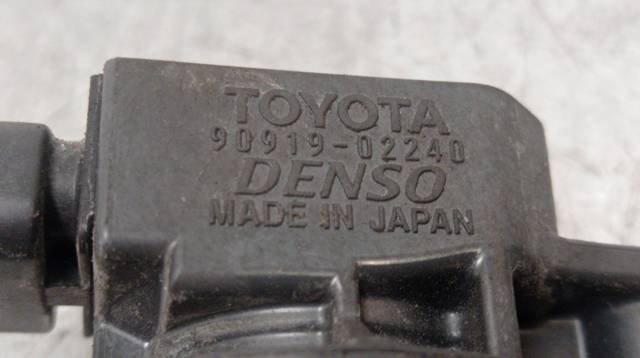 TOYOTA
90919-02240
DENSO
MADE IN JAPAN